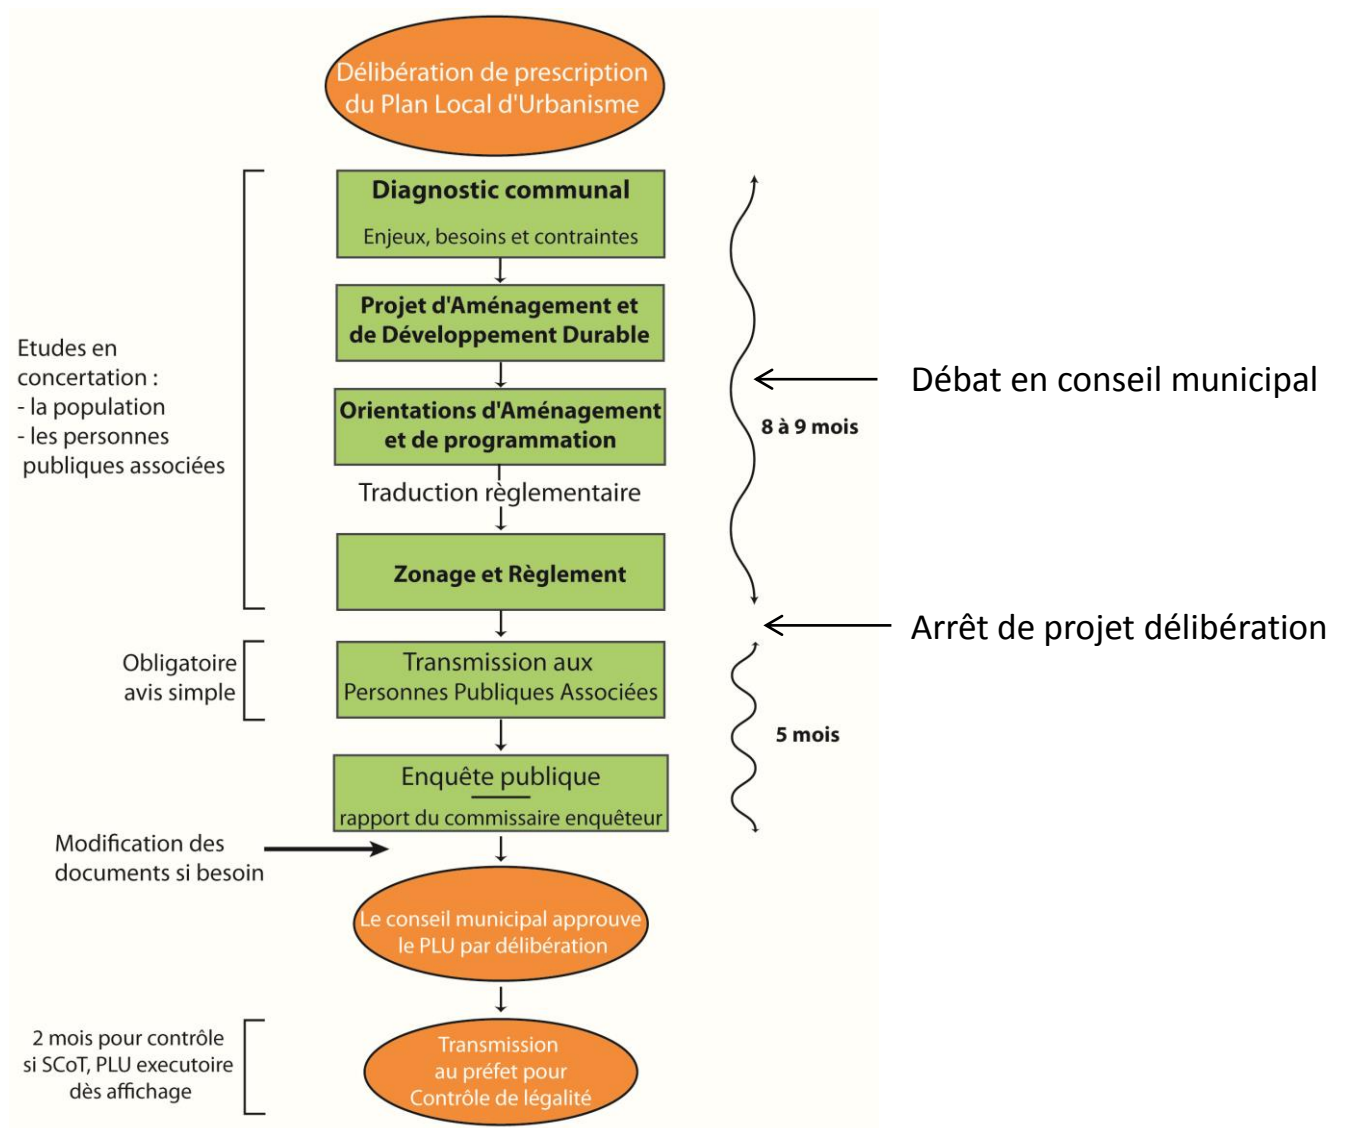 Délibération de prescription
du Plan Local d'Urbanisme
Diagnostic communal
Enjeux, besoins et contraintes
Projet d'Aménagement et
de Développement Durable
Etudes en
concertation :
- la population
- les personnes
publiques associées
Débat en conseil municipal
Orientations d'Aménagement
et de programmation
8 à 9 mois
Traduction règlementaire
Zonage et Règlement
Arrêt de projet délibération
Obligatoire
avis simple
Transmission aux
Personnes Publiques Associées
5 mois
Enquête publique
rapport du commissaire enquêteur
Modification des
documents si besoin
Le conseil municipal approuve
le PLU par délibération
2 mois pour contrôle
si SCoT, PLU executoire
dès affichage
Transmission
au préfet pour
Contrôle de légalité